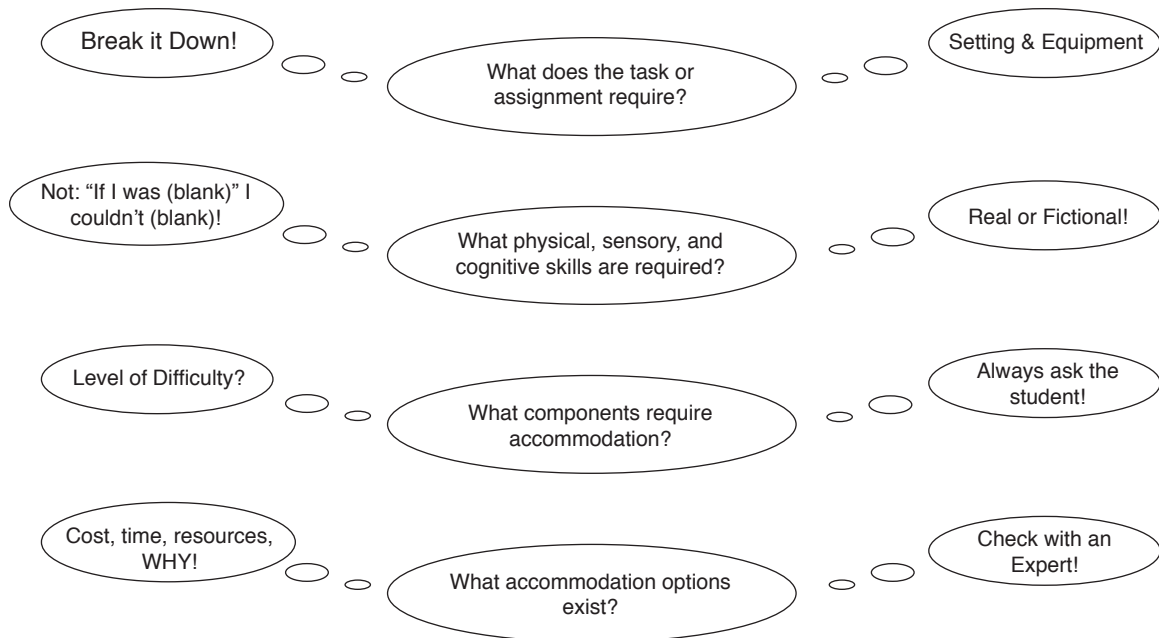 Break it Down!
What does the task or
assignment require?
Setting & Equipment
Not: “If I was (blank)” I
couldn’t (blank)!
What physical, sensory, and
cognitive skills are required?
Real or Fictional!
Level of Difficulty?
What components require
accommodation?
Always ask the
student!
Cost, time, resources,
WHY!
What accommodation options
exist?
Check with an
Expert!